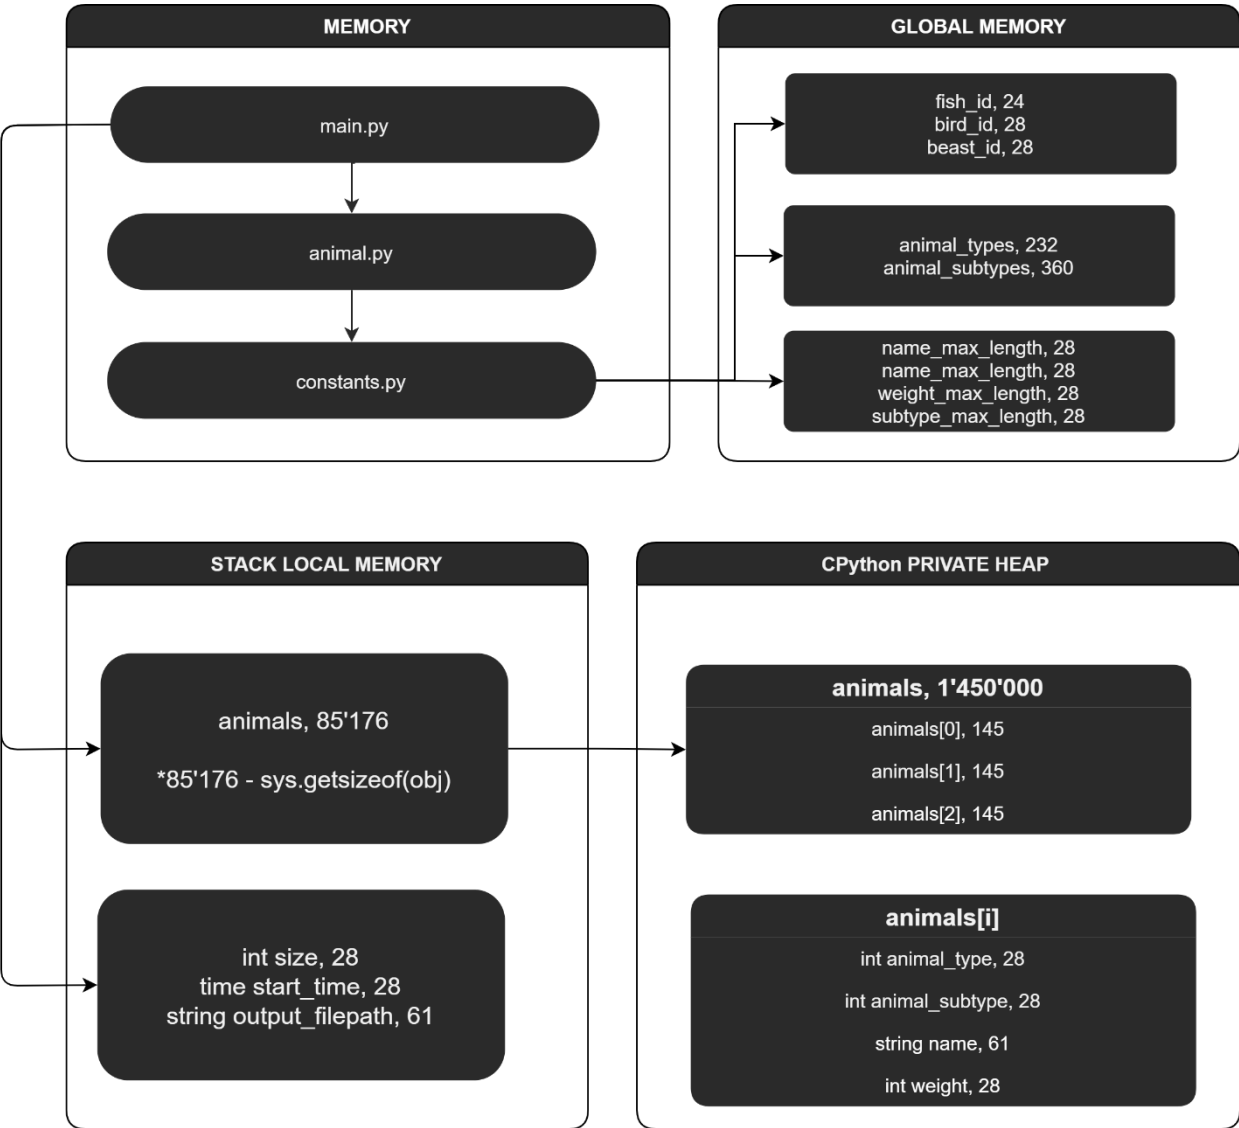 MEMORY
main.py
animal.py
constants.py
GLOBAL MEMORY
fish_id, 24
bird_id, 28
beast_id, 28
animal_types, 232
animal_subtypes, 360
name_max_length, 28
name_max_length, 28
weight_max_length, 28
subtype_max_length, 28
STACK LOCAL MEMORY
animals, 85'176
*85'176 - sys.getsizeof(obj)
int size, 28
time start_time, 28
string output_filepath, 61
CPython PRIVATE HEAP
animals, 1'450'000
animals[0], 145
animals[1], 145
animals[2], 145
animals[i]
int animal_type, 28
int animal_subtype, 28
string name, 61
int weight, 28